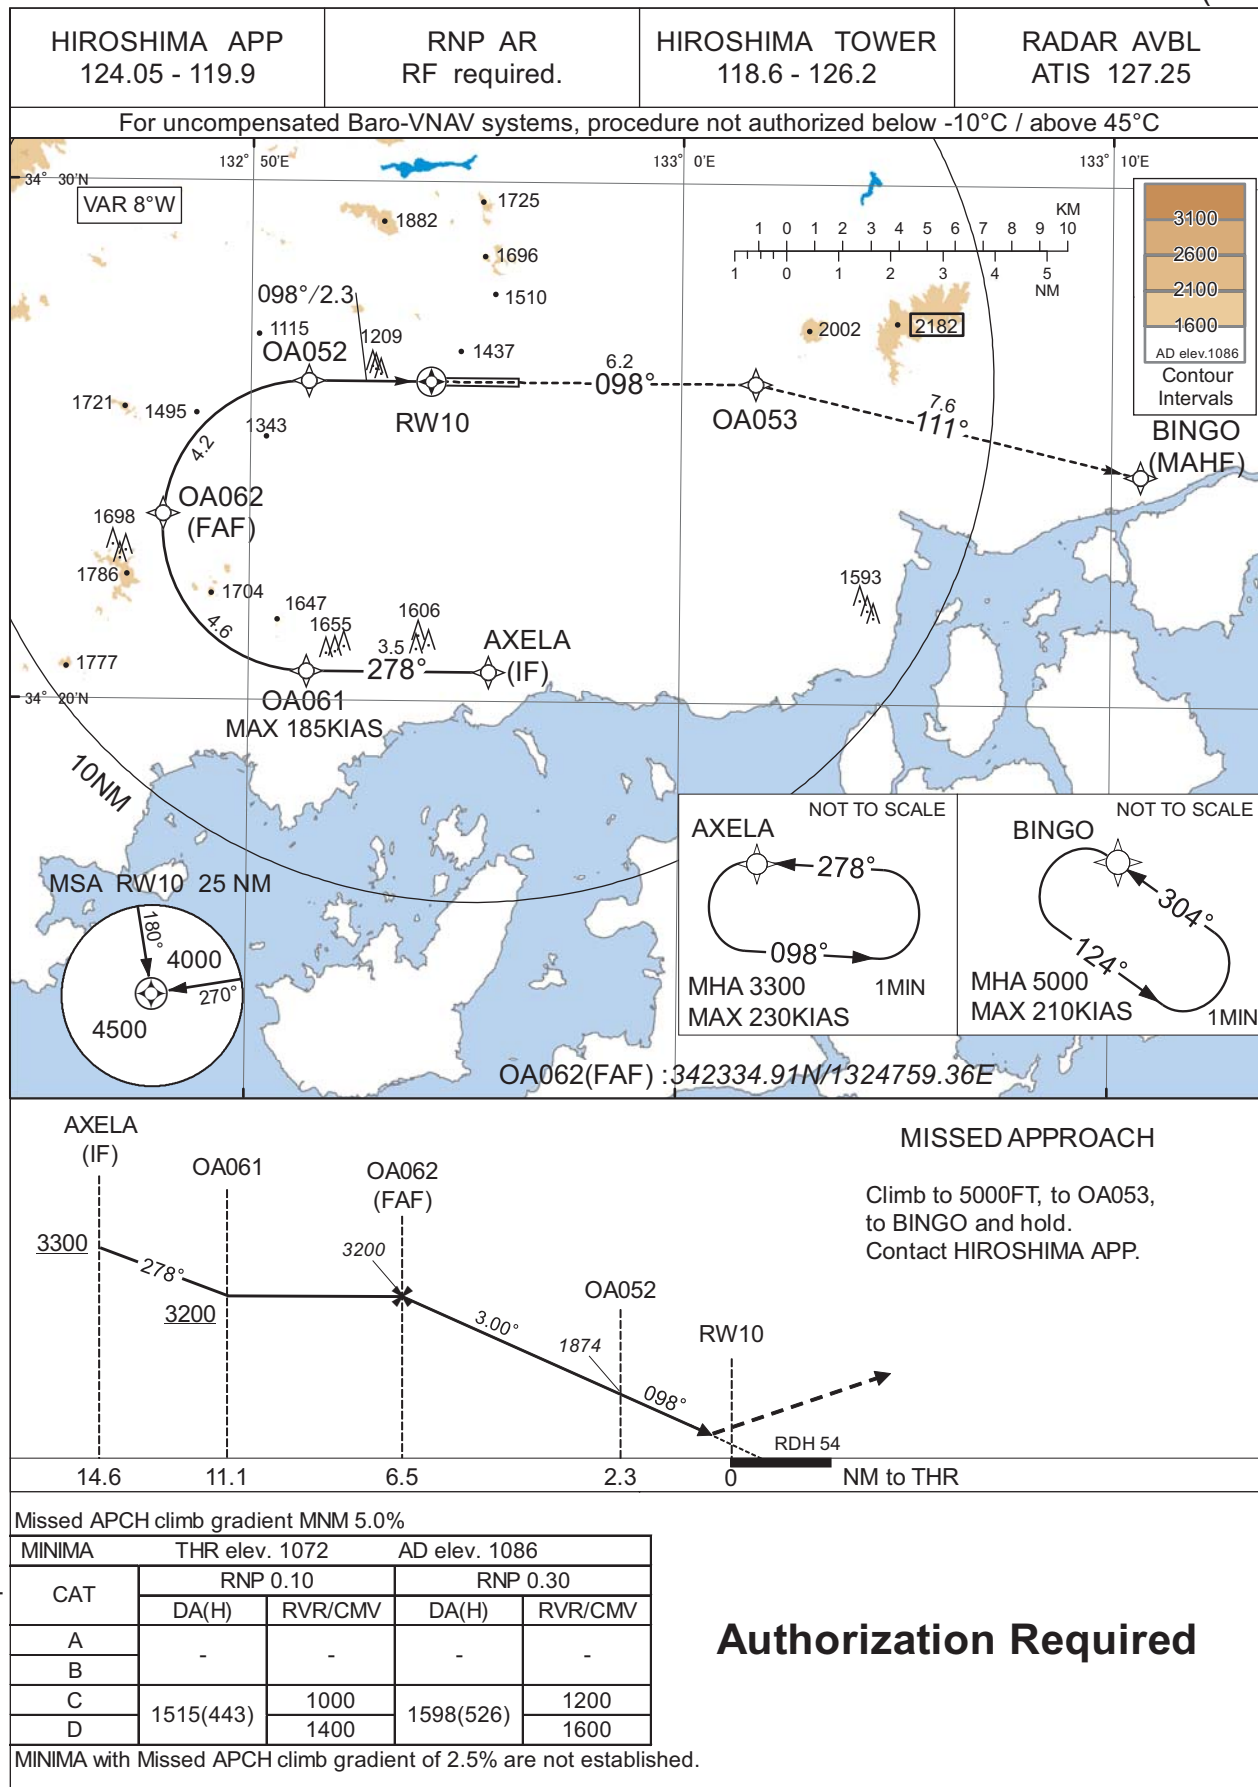 HIROSHIMA APP
124.05 - 119.9
RNP AR
RF required.
HIROSHIMA TOWER
118.6 - 126.2
RADAR AVBL
ATIS 127.25
For uncompensated Baro-VNAV systems, procedure not authorized below -10°C / above 45°C
132° 50'E
133° 0'E
133° 10'E
34° 30'N
VAR 8°W
1725
1882
1696
1510
KM
1 0 1 2 3 4 5 6 7 8 9 10
1 0 1 2 3 4 5
NM
3100
2600
2100
1600
AD elev.1086
Contour
Intervals
098°/2.3
1115
1209
1437
2002
2182
OA052
6.2
098°
RW10
OA053
7.6
111°
BINGO
(MAHF)
1721
1495
1343
4.2
OA062
(FAF)
1698
1786
1704
1647
1655
1606
1593
4.6
3.5
278°
AXELA
(IF)
1777
OA061
MAX 185KIAS
34° 20'N
10NM
MSA RW10 25 NM
180°
4000
270°
4500
NOT TO SCALE
AXELA
278°
098°
MHA 3300
1MIN
MAX 230KIAS
NOT TO SCALE
BINGO
304°
124°
MHA 5000
MAX 210KIAS
1MIN
OA062(FAF) :342334.91N/1324759.36E
AXELA
(IF)
OA061
OA062
(FAF)
3300
278°
3200
3200
3.00°
OA052
1874
098°
RW10
RDH 54
14.6 11.1 6.5 2.3 0 NM to THR
MISSED APPROACH
Climb to 5000FT, to OA053,
to BINGO and hold.
Contact HIROSHIMA APP.
Missed APCH climb gradient MNM 5.0%
MINIMA THR elev. 1072 AD elev. 1086
CAT RNP 0.10 RNP 0.30
DA(H) RVR/CMV DA(H) RVR/CMV
A
- - - -
B
C 1515(443) 1000 1598(526) 1200
D 1400 1600
MINIMA with Missed APCH climb gradient of 2.5% are not established.
Authorization Required